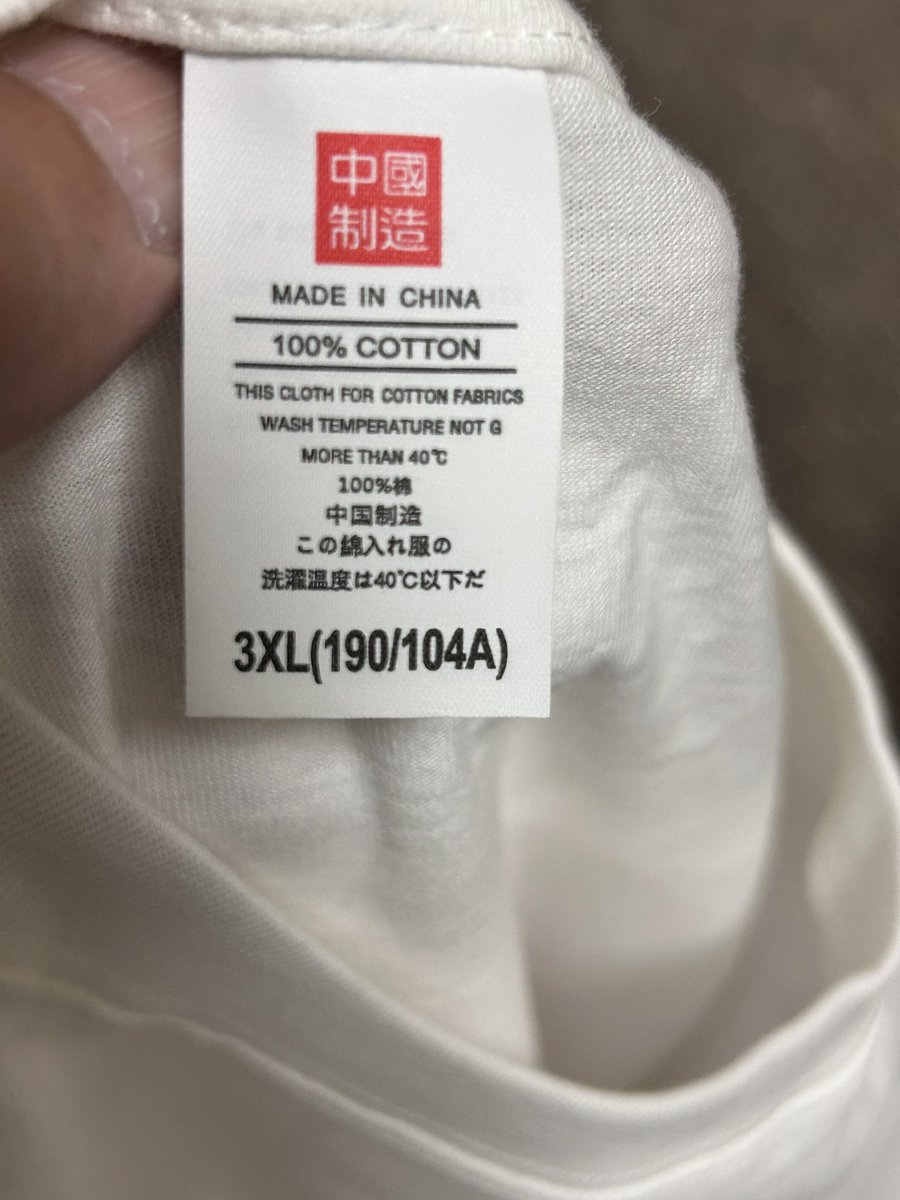 中國
制造
MADE IN CHINA
100% COTTON
THIS CLOTH FOR COTTON FABRICS
WASH TEMPERATURE NOT G
MORE THAN 40℃
100%棉
中国制造
この綿入れ服の
洗濯温度は40℃以下だ
3XL(190/104A)